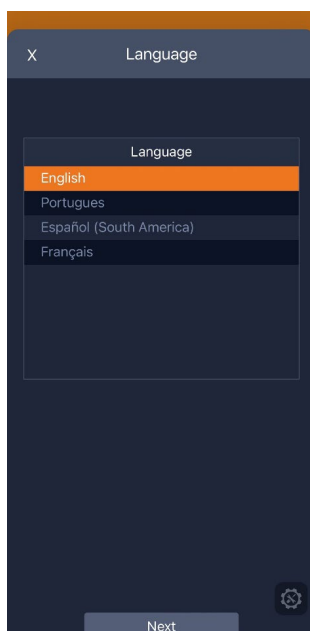 X Language
Language
English
Portugues
Español (South America)
Français
Next